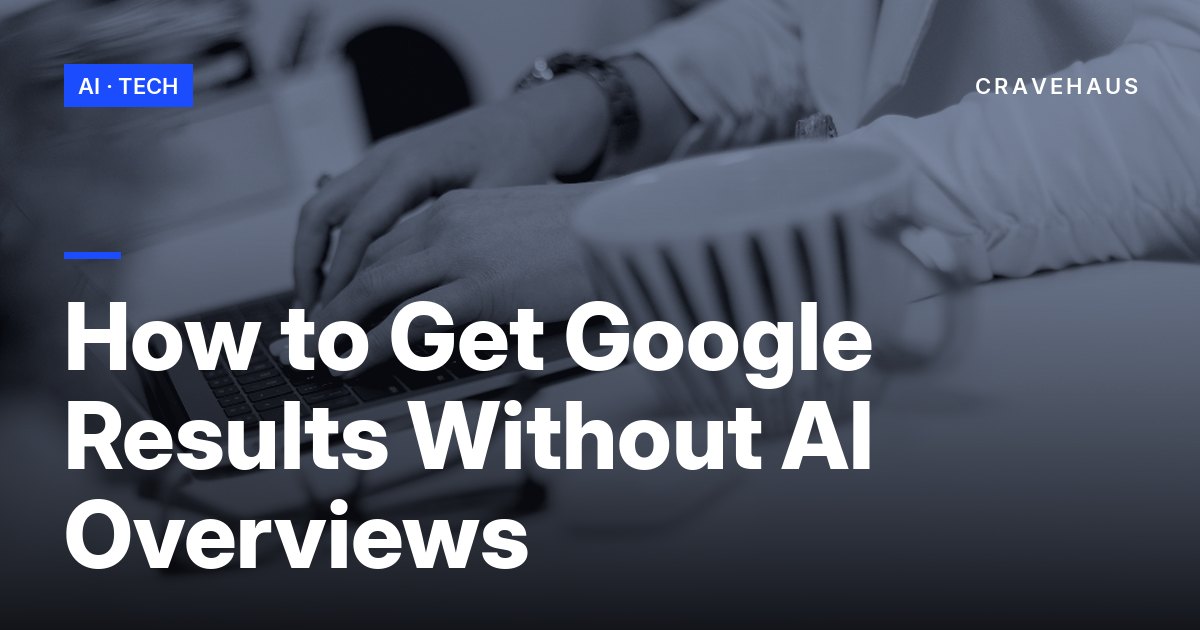 AI · TECH
CRAVEHAUS
How to Get Google
Results Without AI
Overviews